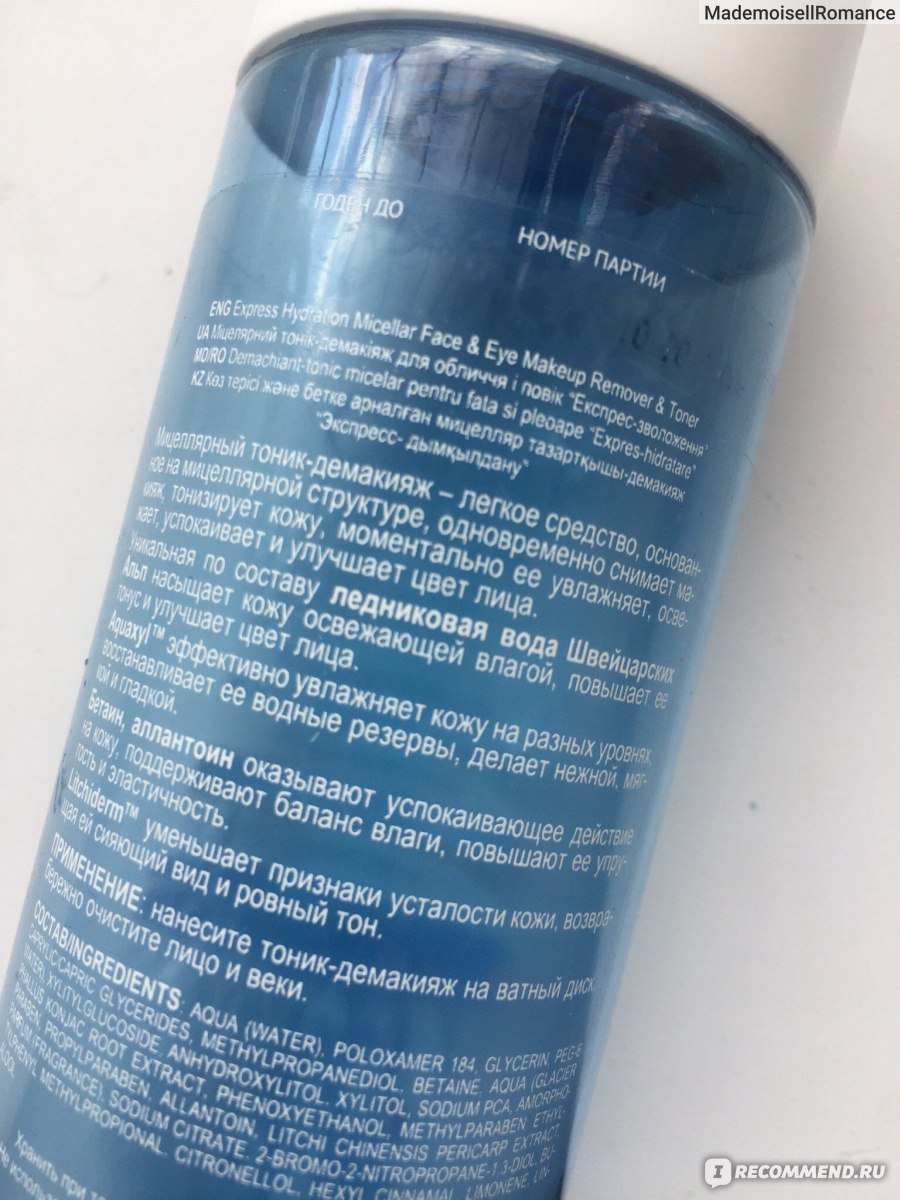 MademoisellRomance
ГОДЕН ДО
НОМЕР ПАРТИИ
ENG Express Hydration Micellar Face & Eye Makeup Remover & Toner
UA Міцелярний тонік-демакіяж для обличчя і повік "Експрес-зволоження"
MD/RO Demachiant-tonic micelar pentru fata si pleoape "Expres-hidratare"
KZ Көз терісі және бетке арналған мицелляр тазартқышы-демакияж
"Экспресс- дымқылдану"
Мицеллярный тоник-демакияж – легкое средство, основан-
ное на мицеллярной структуре, одновременно снимает ма-
кияж, тонизирует кожу, моментально ее увлажняет, осве-
жает, успокаивает и улучшает цвет лица.
Уникальная по составу ледниковая вода Швейцарских
Альп насыщает кожу освежающей влагой, повышает ее
тонус и улучшает цвет лица.
Aquaxyl™ эффективно увлажняет кожу на разных уровнях,
восстанавливает ее водные резервы, делает нежной, мяг-
кой и гладкой.
Бетаин, аллантоин оказывают успокаивающее действие
на кожу, поддерживают баланс влаги, повышают ее упру-
гость и эластичность.
Litchiderm™ уменьшает признаки усталости кожи, возвра-
щая ей сияющий вид и ровный тон.
ПРИМЕНЕНИЕ: нанесите тоник-демакияж на ватный диск,
бережно очистите лицо и веки.
СОСТАВ/INGREDIENTS: AQUA (WATER), POLOXAMER 184, GLYCERIN, PEG-6
CAPRYLIC/CAPRIC GLYCERIDES, METHYLPROPANEDIOL, BETAINE, AQUA (GLACIER
WATER), XYLITYLGLUCOSIDE, ANHYDROXYLITOL, XYLITOL, SODIUM PCA, AMORPHO-
PHALLUS KONJAC ROOT EXTRACT, PHENOXYETHANOL, METHYLPARABEN, ETHYL-
PARABEN, PROPYLPARABEN, ALLANTOIN, LITCHI CHINENSIS PERICARP EXTRACT,
PARFUM (FRAGRANCE), SODIUM CITRATE, 2-BROMO-2-NITROPROPANE-1,3-DIOL, BU-
TYLPHENYL METHYLPROPIONAL, CITRONELLOL, HEXYL CINNAMAL, LIMONENE, LIN-
ALOOL
Хранить при
Не
I RECOMMEND.RU